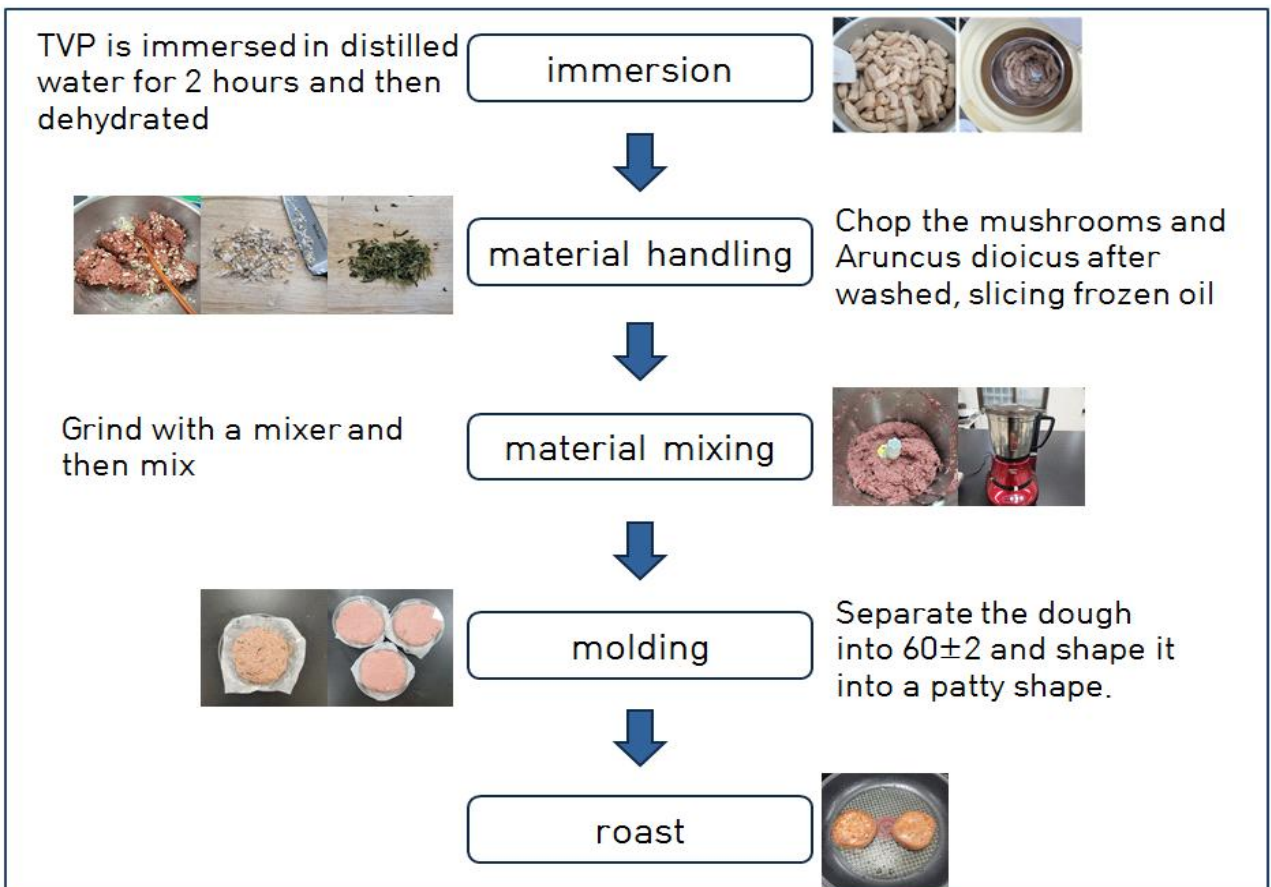 TVP is immersed in distilled
water for 2 hours and then
dehydrated
immersion
material handling
Chop the mushrooms and
Aruncus dioicus after
washed, slicing frozen oil
Grind with a mixer and
then mix
material mixing
molding
Separate the dough
into 60±2 and shape it
into a patty shape.
roast